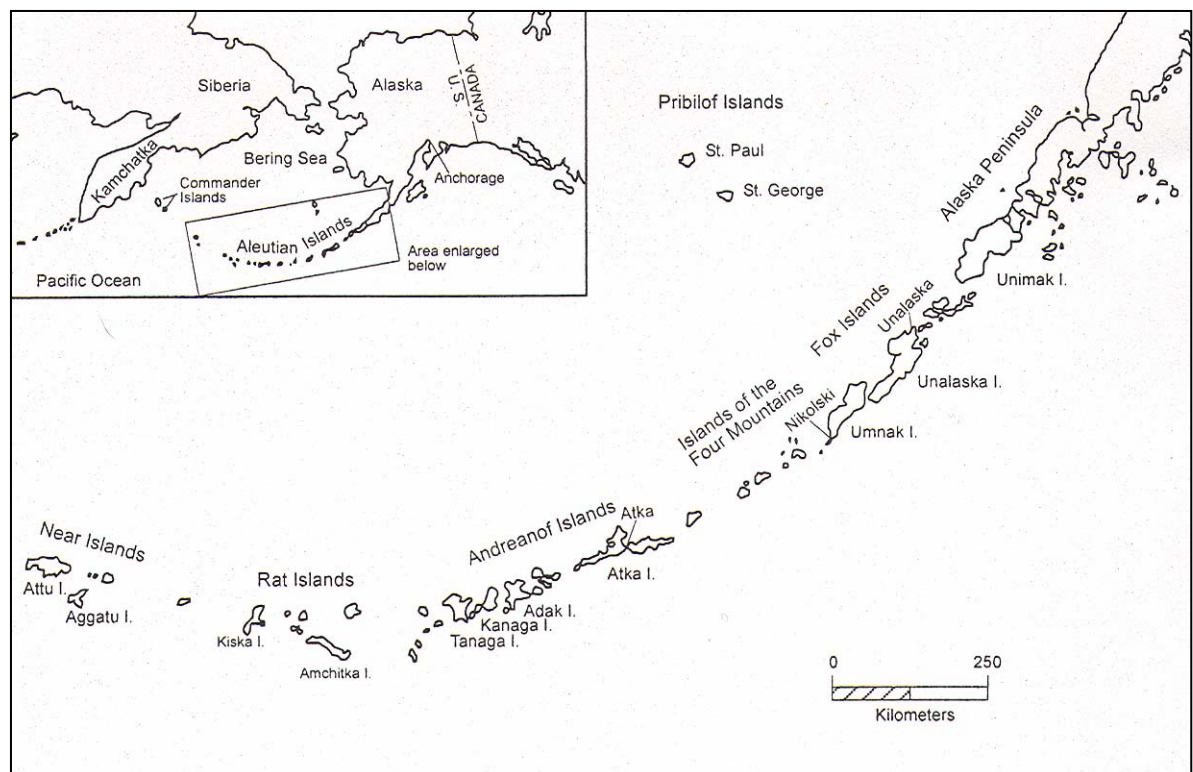 Siberia
Alaska
U.S.
CANADA
Kamchatka
Bering Sea
Commander
Islands
Anchorage
Aleutian Islands
Area enlarged
below
Pacific Ocean
Pribilof Islands
St. Paul
St. George
Alaska Peninsula
Unimak I.
Fox Islands
Unalaska
Unalaska I.
Islands of the
Four Mountains
Nikolski
Umnak I.
Andreanof Islands
Atka
Atka I.
Near Islands
Attu I.
Aggatu I.
Rat Islands
Kiska I.
Amchitka I.
Adak I.
Kanaga I.
Tanaga I.
0 250
Kilometers